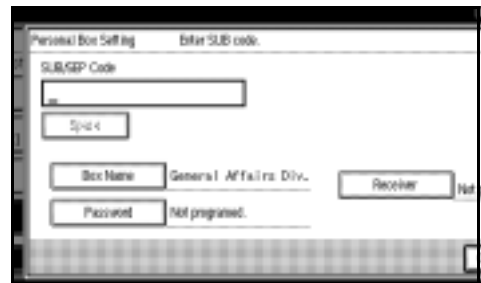 Personal Box Setting Enter SUB code.
SUB/SEP Code
Space
Box Name General Affairs Div.
Receiver Not
Password Not programed.